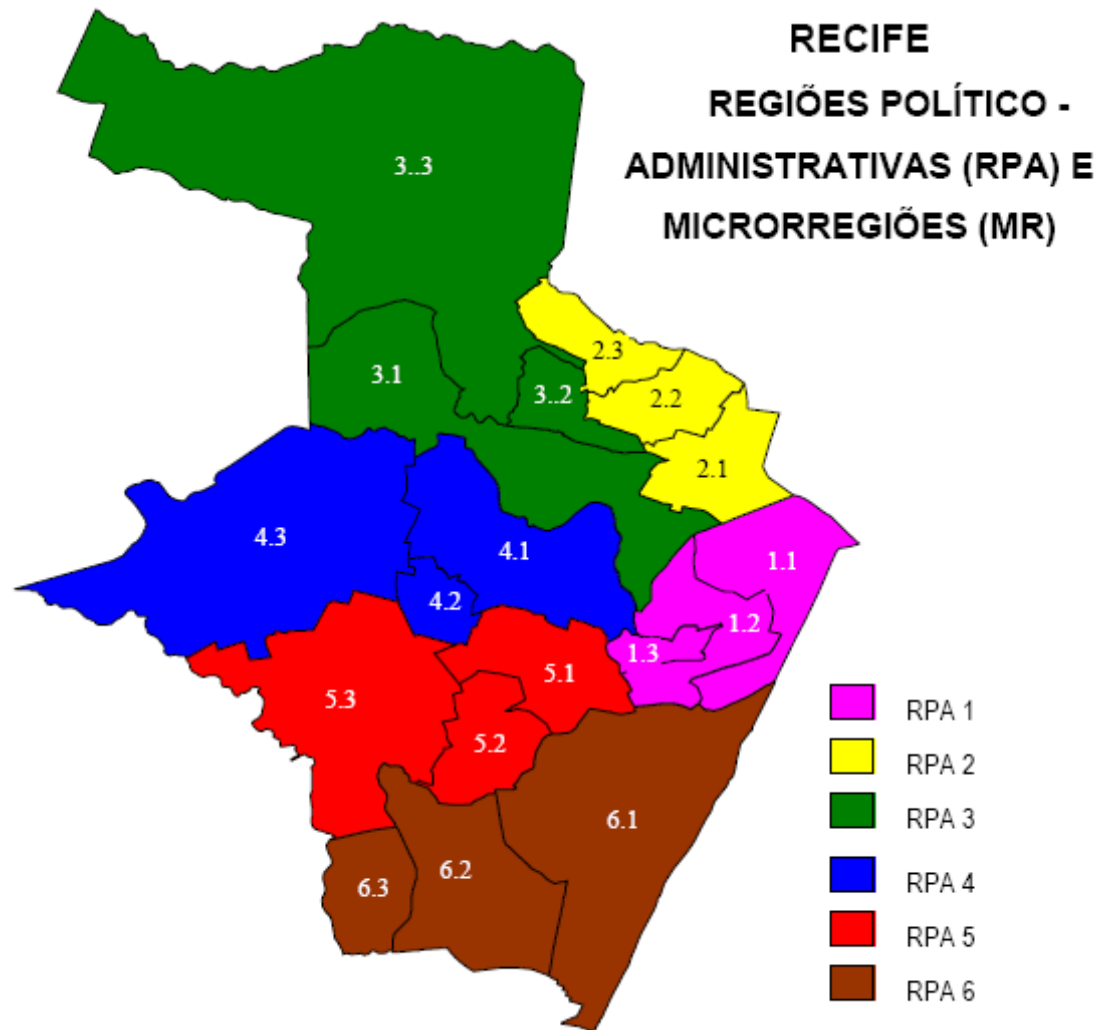 RECIFE
REGIÕES POLÍTICO -
ADMINISTRATIVAS (RPA) E
MICRORREGIÕES (MR)
3..3
2.3
3.1
3..2
2.2
2.1
4.3
4.1
1.1
4.2
1.2
1.3
5.1
5.3
5.2
6.1
6.2
6.3
RPA 1
RPA 2
RPA 3
RPA 4
RPA 5
RPA 6